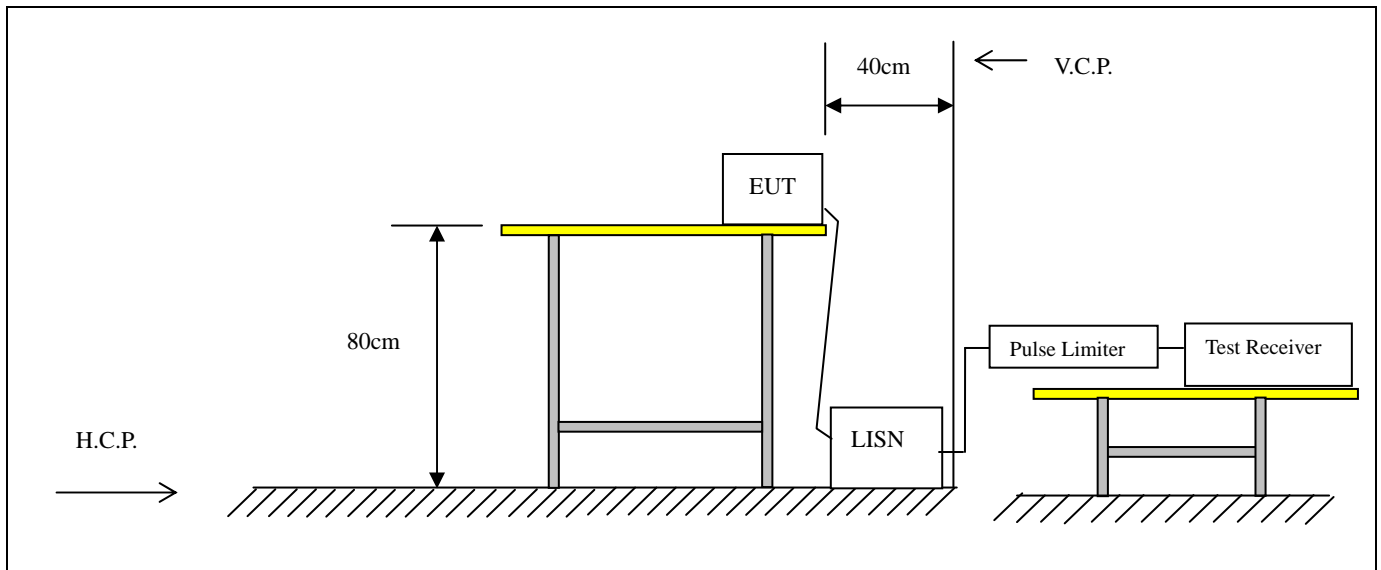 40cm
V.C.P.
EUT
80cm
Pulse Limiter
Test Receiver
H.C.P.
LISN